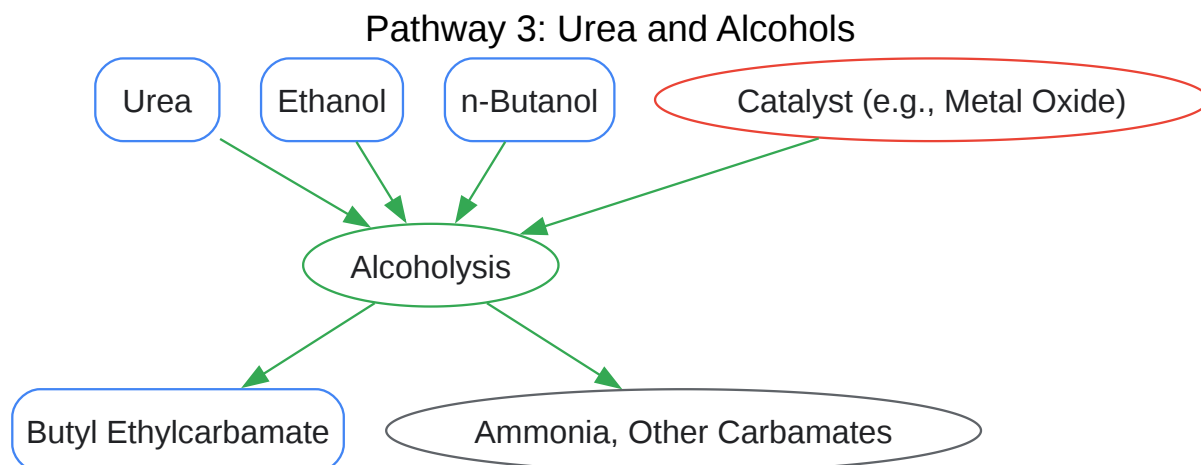 Pathway 3: Urea and Alcohols
Urea
Ethanol
n-Butanol
Catalyst (e.g., Metal Oxide)
Alcoholysis
Butyl Ethylcarbamate
Ammonia, Other Carbamates